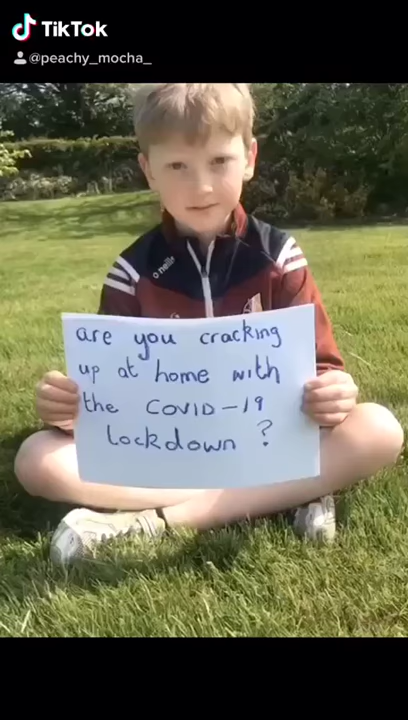 TikTok
@peachy_mocha_
o'neills
are you cracking
up at home with
the COVID-19
lockdown ?